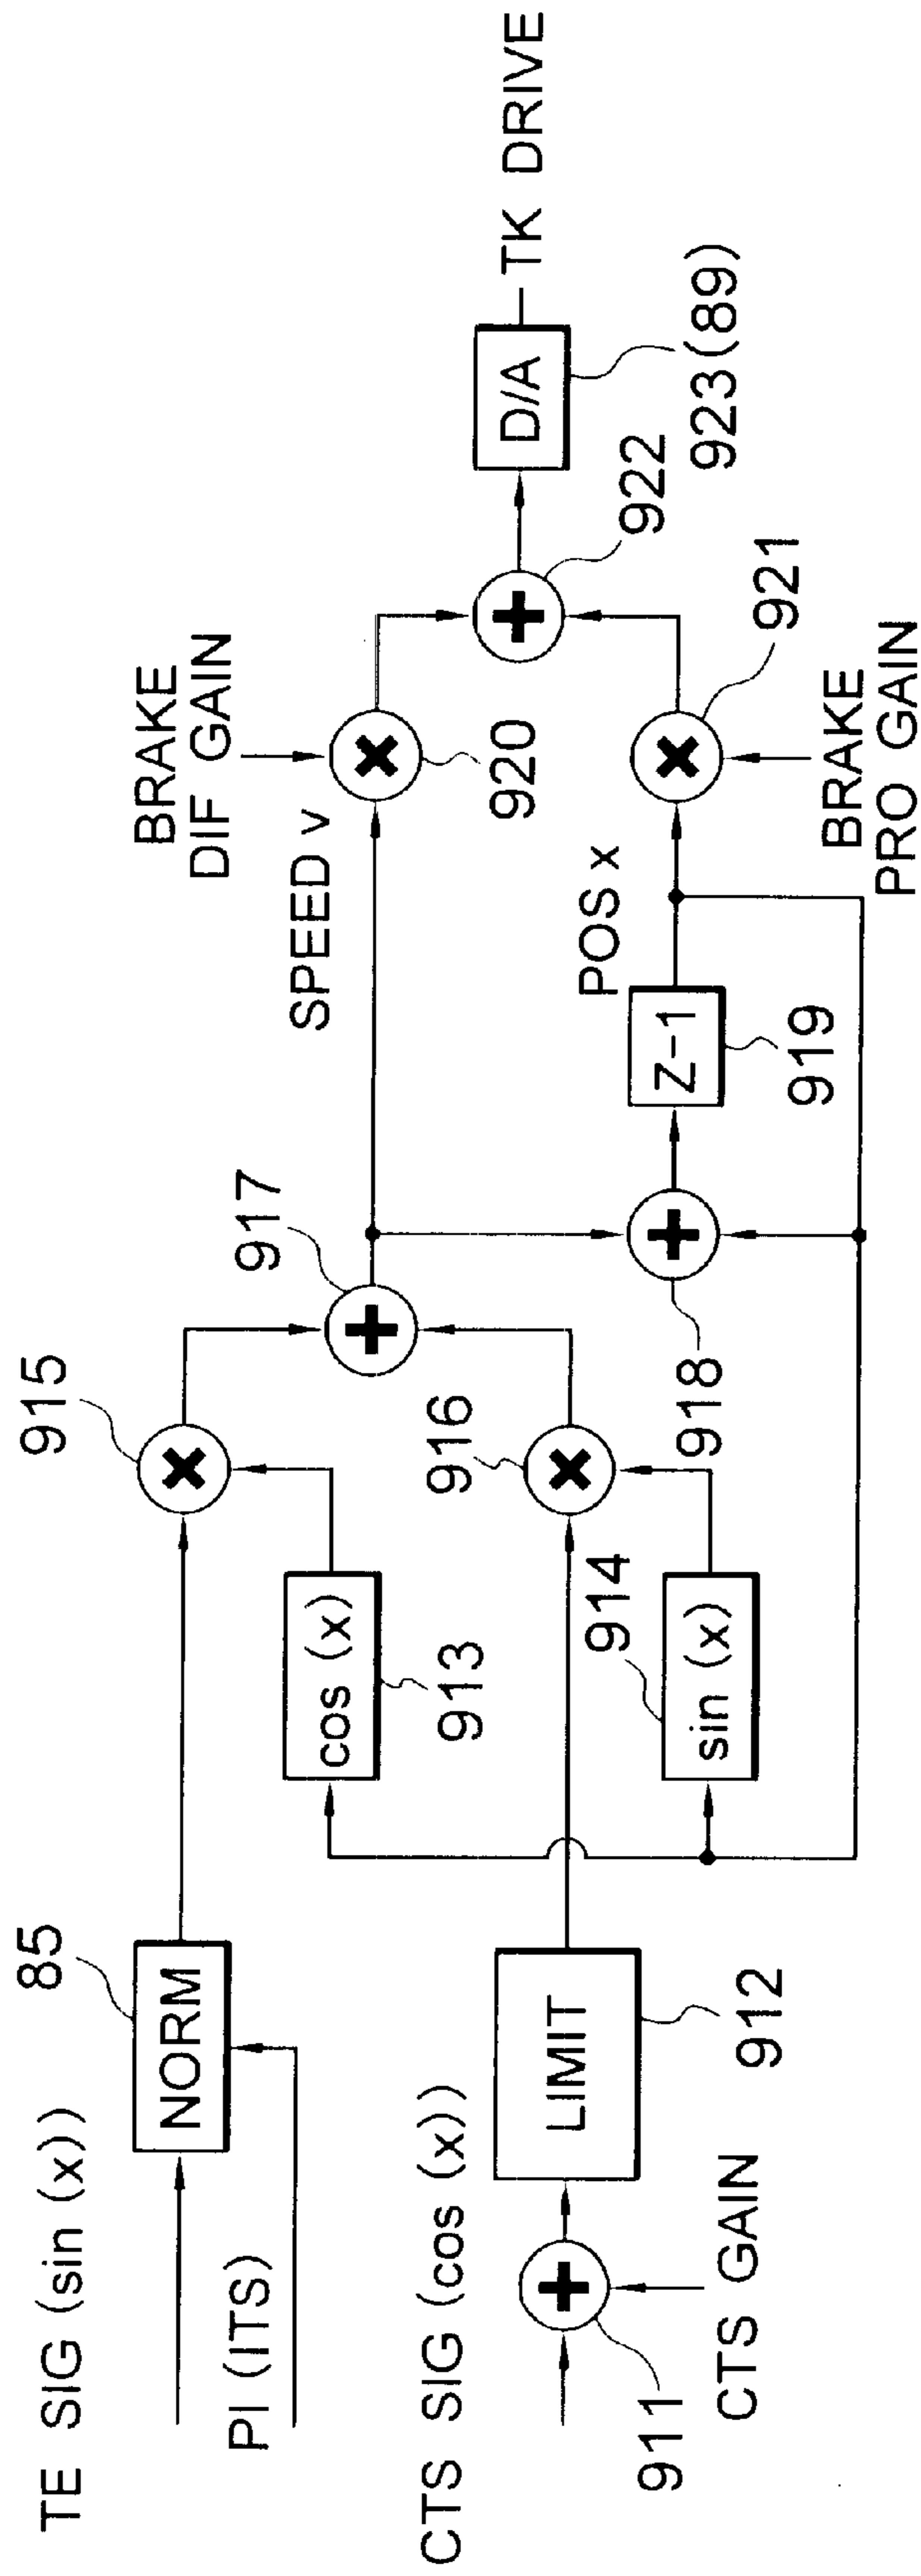 TE SIG (sin (x))
PI (ITS)
NORM
85
CTS SIG (cos (x))
+
911
CTS GAIN
LIMIT
912
cos (x)
913
sin (x)
914
×
915
×
916
+
917
+
918
Z-1
919
SPEED v
POS x
BRAKE
DIF GAIN
×
920
×
921
BRAKE
PRO GAIN
+
922
D/A
923 (89)
TK DRIVE